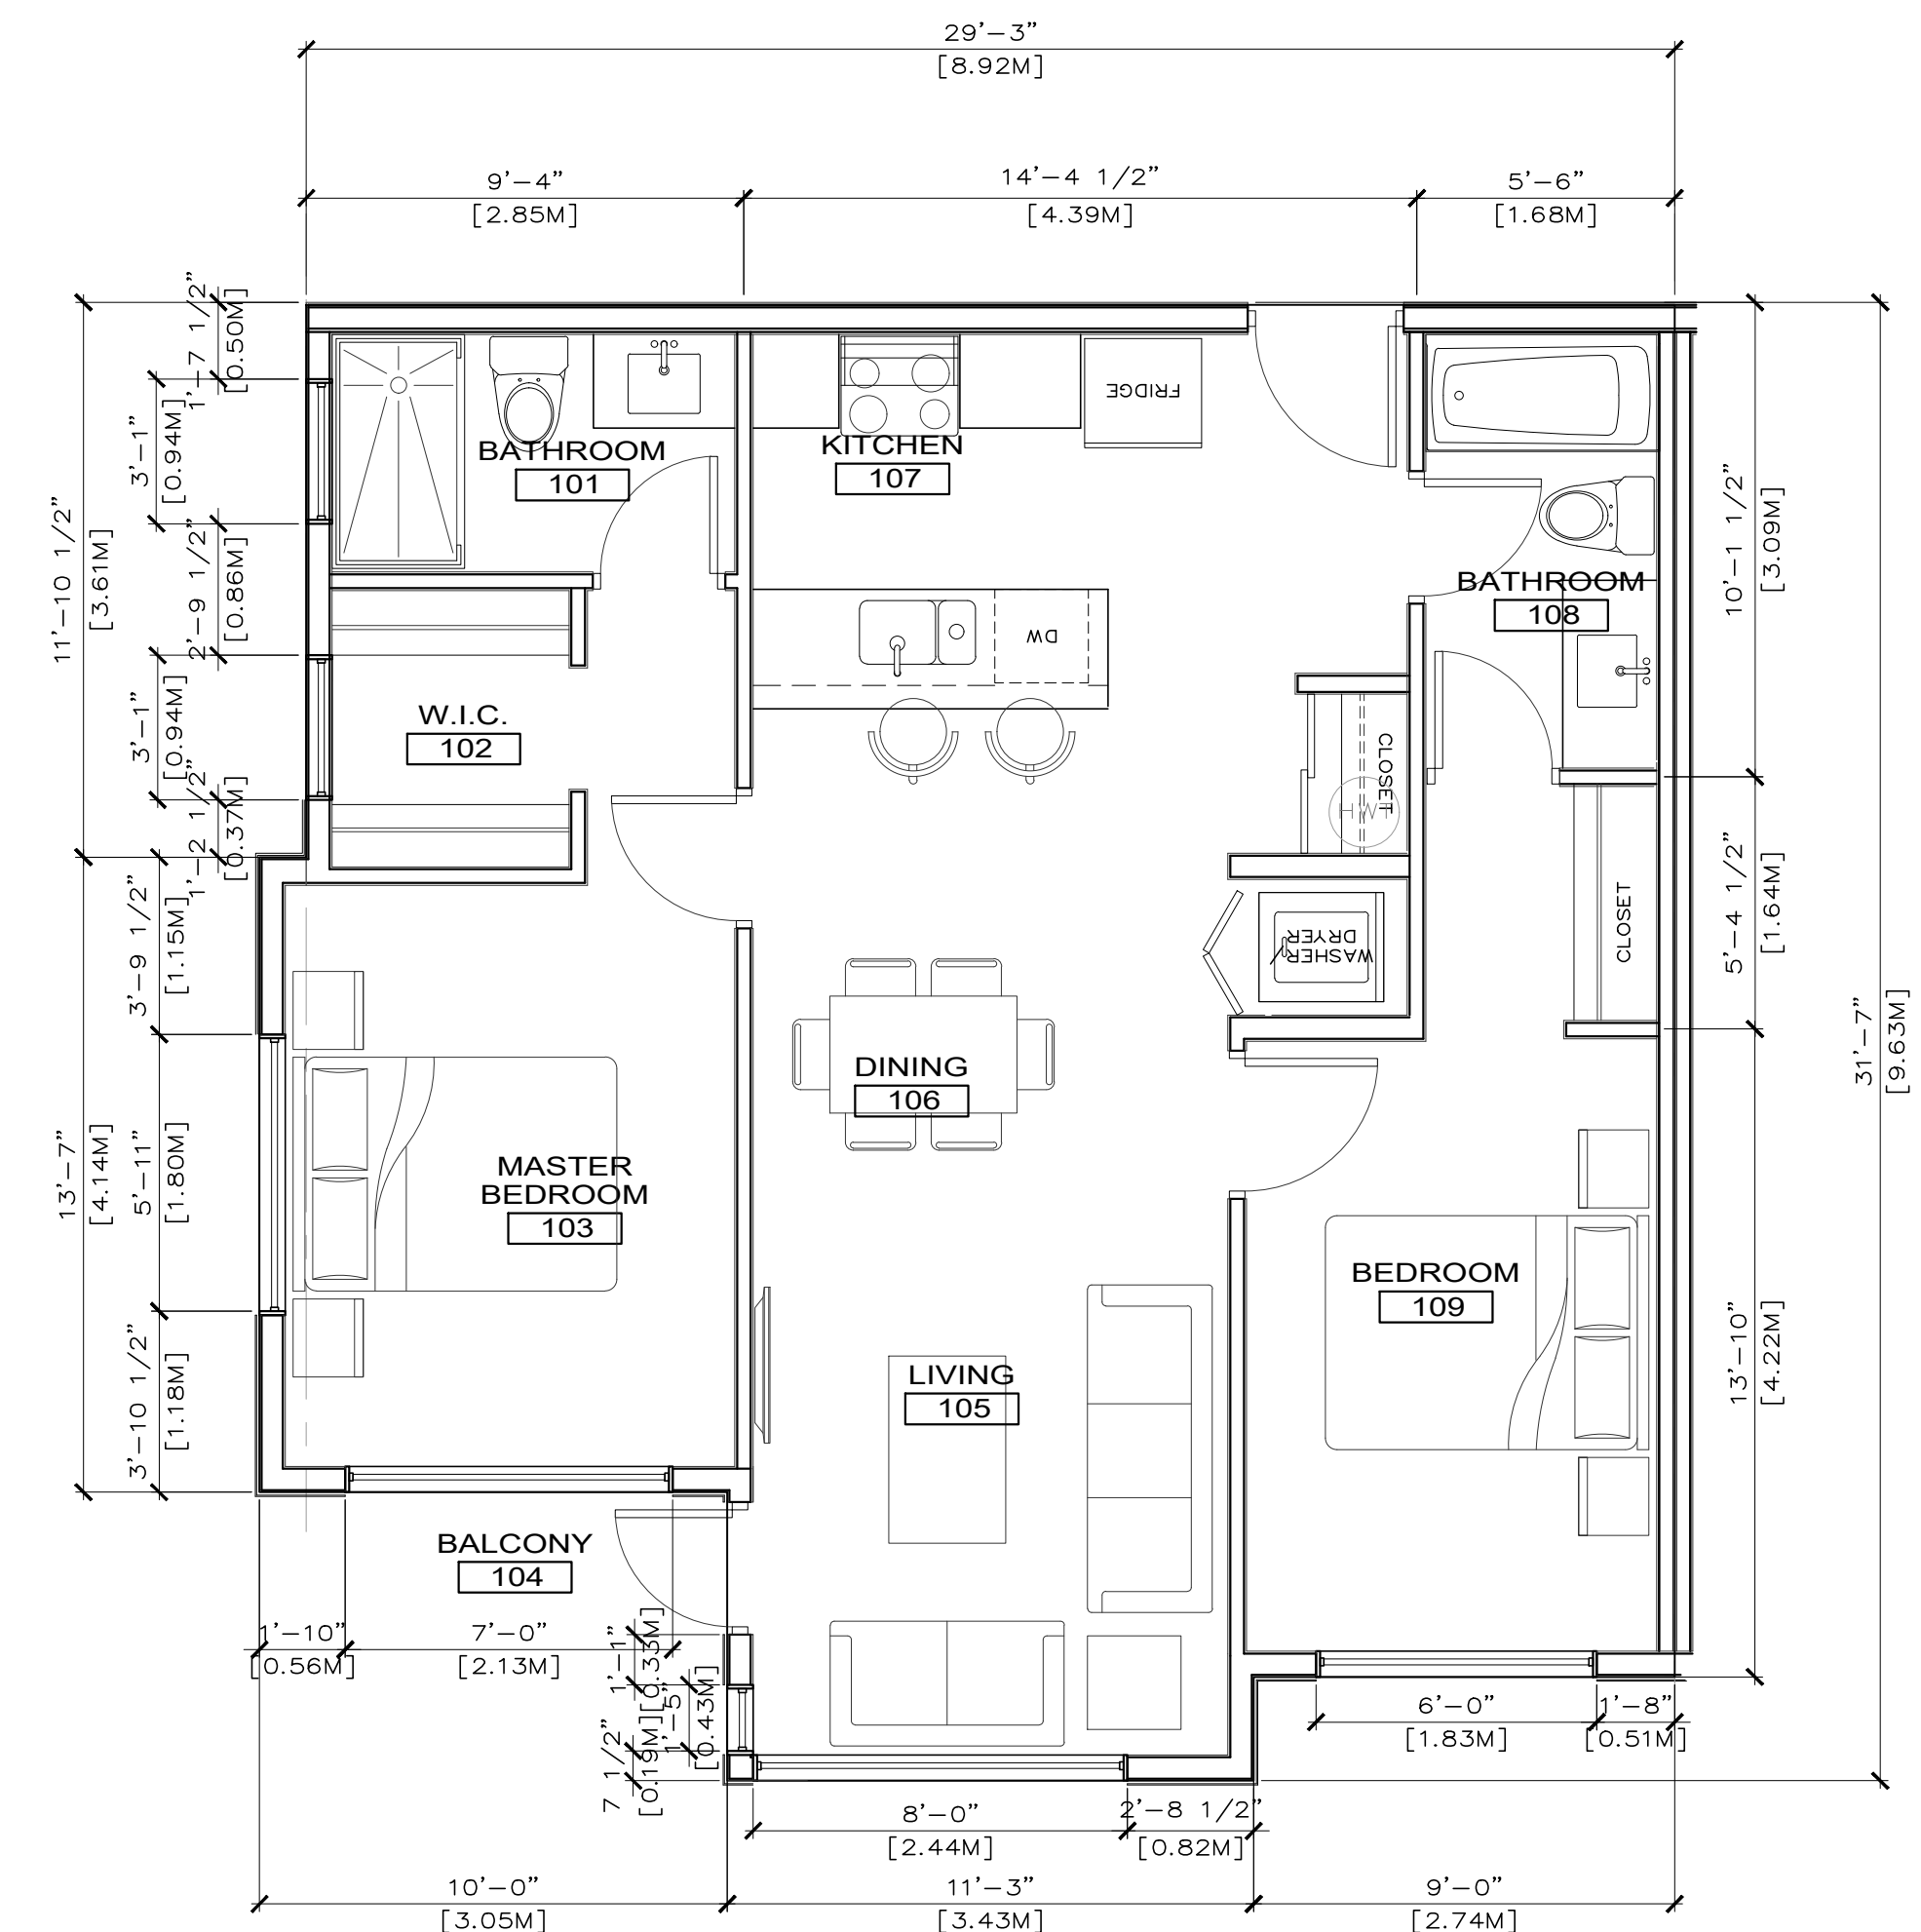 29'-3"
[8.92M]
9'-4"
[2.85M]
14'-4 1/2"
[4.39M]
5'-6"
[1.68M]
1'-7 1/2"
[0.50M]
3'-1"
[0.94M]
2'-9 1/2"
[0.86M]
11'-10 1/2"
[3.61M]
3'-1"
[0.94M]
1'-2 1/2"
[0.37M]
3'-9 1/2"
[1.15M]
13'-7"
[4.14M]
5'-11"
[1.80M]
3'-10 1/2"
[1.18M]
BATHROOM
101
KITCHEN
107
FRIDGE
DW
BATHROOM
108
W.I.C.
102
CLOSET
HWT
WASHER
DRYER
CLOSET
DINING
106
MASTER
BEDROOM
103
BEDROOM
109
LIVING
105
BALCONY
104
10'-1 1/2"
[3.09M]
5'-4 1/2"
[1.64M]
31'-7"
[9.63M]
13'-10"
[4.22M]
1'-10"
[0.56M]
7'-0"
[2.13M]
1'-1"
[0.33M]
1'-5"
[0.43M]
7 1/2"
[0.19M]
6'-0"
[1.83M]
1'-8"
[0.51M]
8'-0"
[2.44M]
2'-8 1/2"
[0.82M]
10'-0"
[3.05M]
11'-3"
[3.43M]
9'-0"
[2.74M]